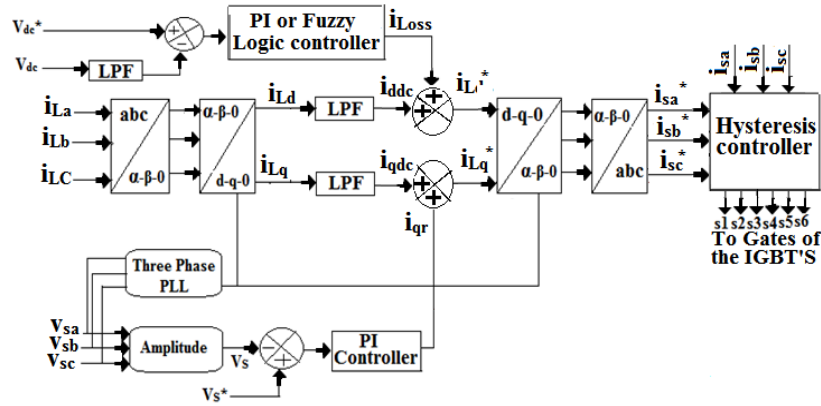 Vdc*
PI or Fuzzy
Logic controller
iLoss
Vdc
LPF
iLa
iLb
iLC
abc
α-β-0
α-β-0
d-q-0
iLd
LPF
iddc
iLd*
iLq
LPF
iqdc
iLq*
iqr
d-q-0
α-β-0
α-β-0
abc
isa*
isb*
isc*
isa
isb
isc
Hysteresis
controller
s1 s2 s3 s4 s5 s6
To Gates of
the IGBT'S
Three Phase
PLL
Vsa
Vsb
Vsc
Amplitude
Vs
PI
Controller
Vs*